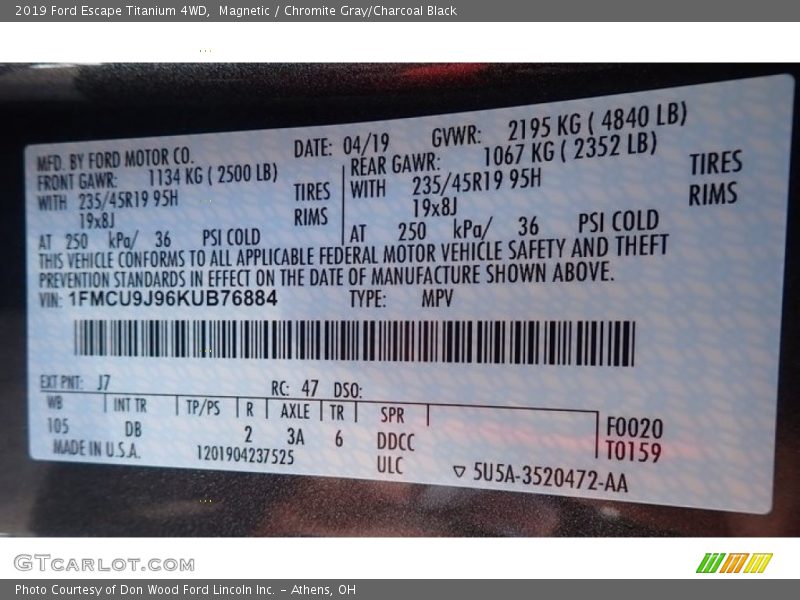 2019 Ford Escape Titanium 4WD,  Magnetic / Chromite Gray/Charcoal Black
MFD. BY FORD MOTOR CO. DATE: 04/19 GVWR: 2195 KG ( 4840 LB)
FRONT GAWR: 1134 KG ( 2500 LB) REAR GAWR: 1067 KG ( 2352 LB)
WITH 235/45R19 95H TIRES WITH 235/45R19 95H TIRES
19x8J RIMS 19x8J RIMS
AT 250 kPa/ 36 PSI COLD AT 250 kPa/ 36 PSI COLD
THIS VEHICLE CONFORMS TO ALL APPLICABLE FEDERAL MOTOR VEHICLE SAFETY AND THEFT
PREVENTION STANDARDS IN EFFECT ON THE DATE OF MANUFACTURE SHOWN ABOVE.
VIN: 1FMCU9J96KUB76884 TYPE: MPV
EXT PNT: J7 RC: 47 DSO:
WB INT TR TP/PS R AXLE TR SPR
105 DB 2 3A 6 DDCC F0020
MADE IN U.S.A. 1201904237525 ULC T0159
5U5A-3520472-AA
GTCARLOT.COM
Photo Courtesy of Don Wood Ford Lincoln Inc. - Athens, OH